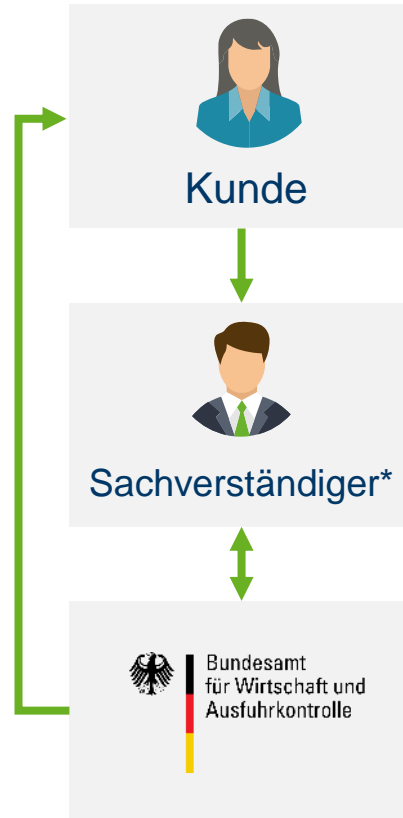 Kunde
Sachverständiger*
Bundesamt
für Wirtschaft und
Ausfuhrkontrolle